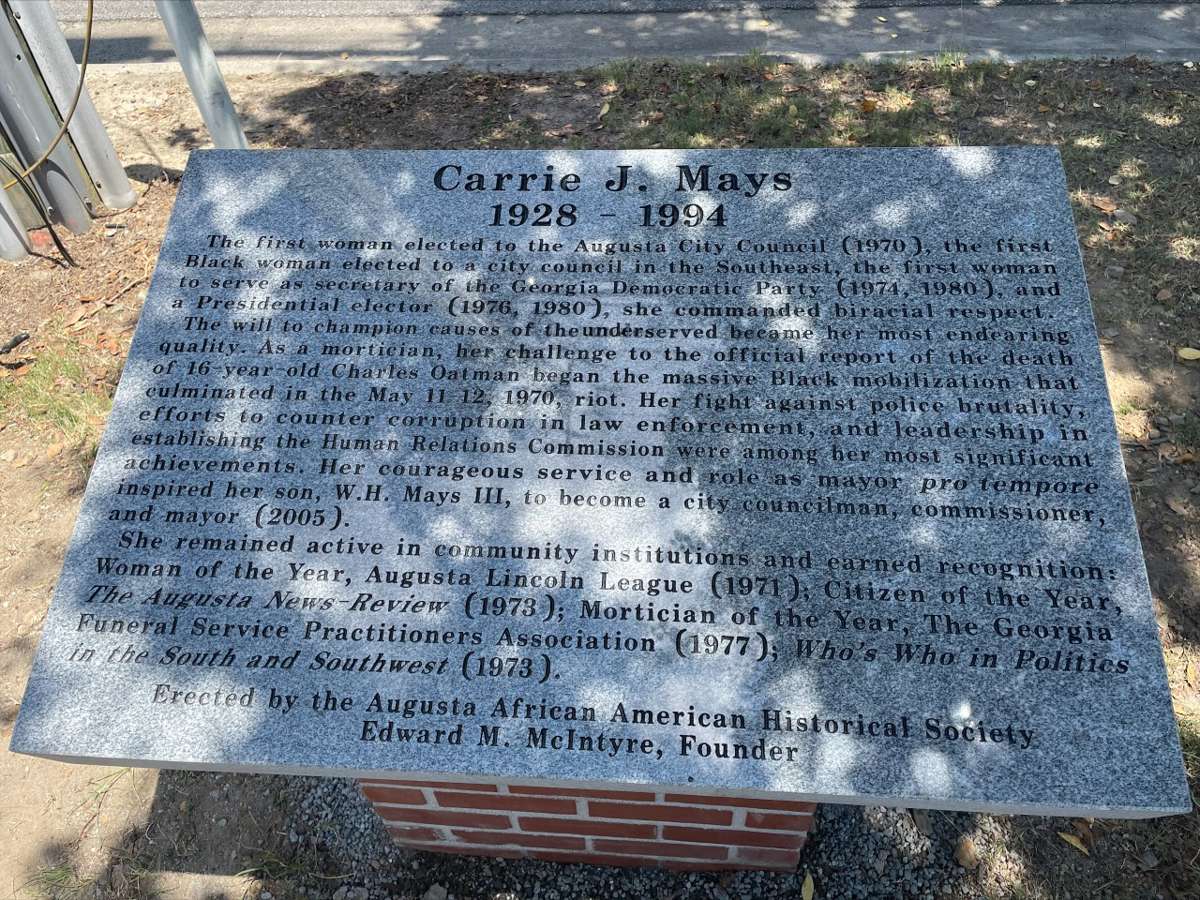 Carrie J. Mays
1928 - 1994
The first woman elected to the Augusta City Council (1970), the first
Black woman elected to a city council in the Southeast, the first woman
to serve as secretary of the Georgia Democratic Party (1974, 1980), and
a Presidential elector (1976, 1980), she commanded biracial respect.
The will to champion causes of theunderserved became her most endearing
quality. As a mortician, her challenge to the official report of the death
of 16-year old Charles Oatman began the massive Black mobilization that
culminated in the May 11 12, 1970, riot. Her fight against police brutality,
efforts to counter corruption in law enforcement, and leadership in
establishing the Human Relations Commission were among her most significant
achievements. Her courageous service and role as mayor pro tempore
inspired her son, W.H. Mays III, to become a city councilman, commissioner,
and mayor (2005).
She remained active in community institutions and earned recognition:
Woman of the Year, Augusta Lincoln League (1971); Citizen of the Year,
The Augusta News-Review (1973); Mortician of the Year, The Georgia
Funeral Service Practitioners Association (1977); Who's Who in Politics
in the South and Southwest (1973).
Erected by the Augusta African American Historical Society
Edward M. McIntyre, Founder